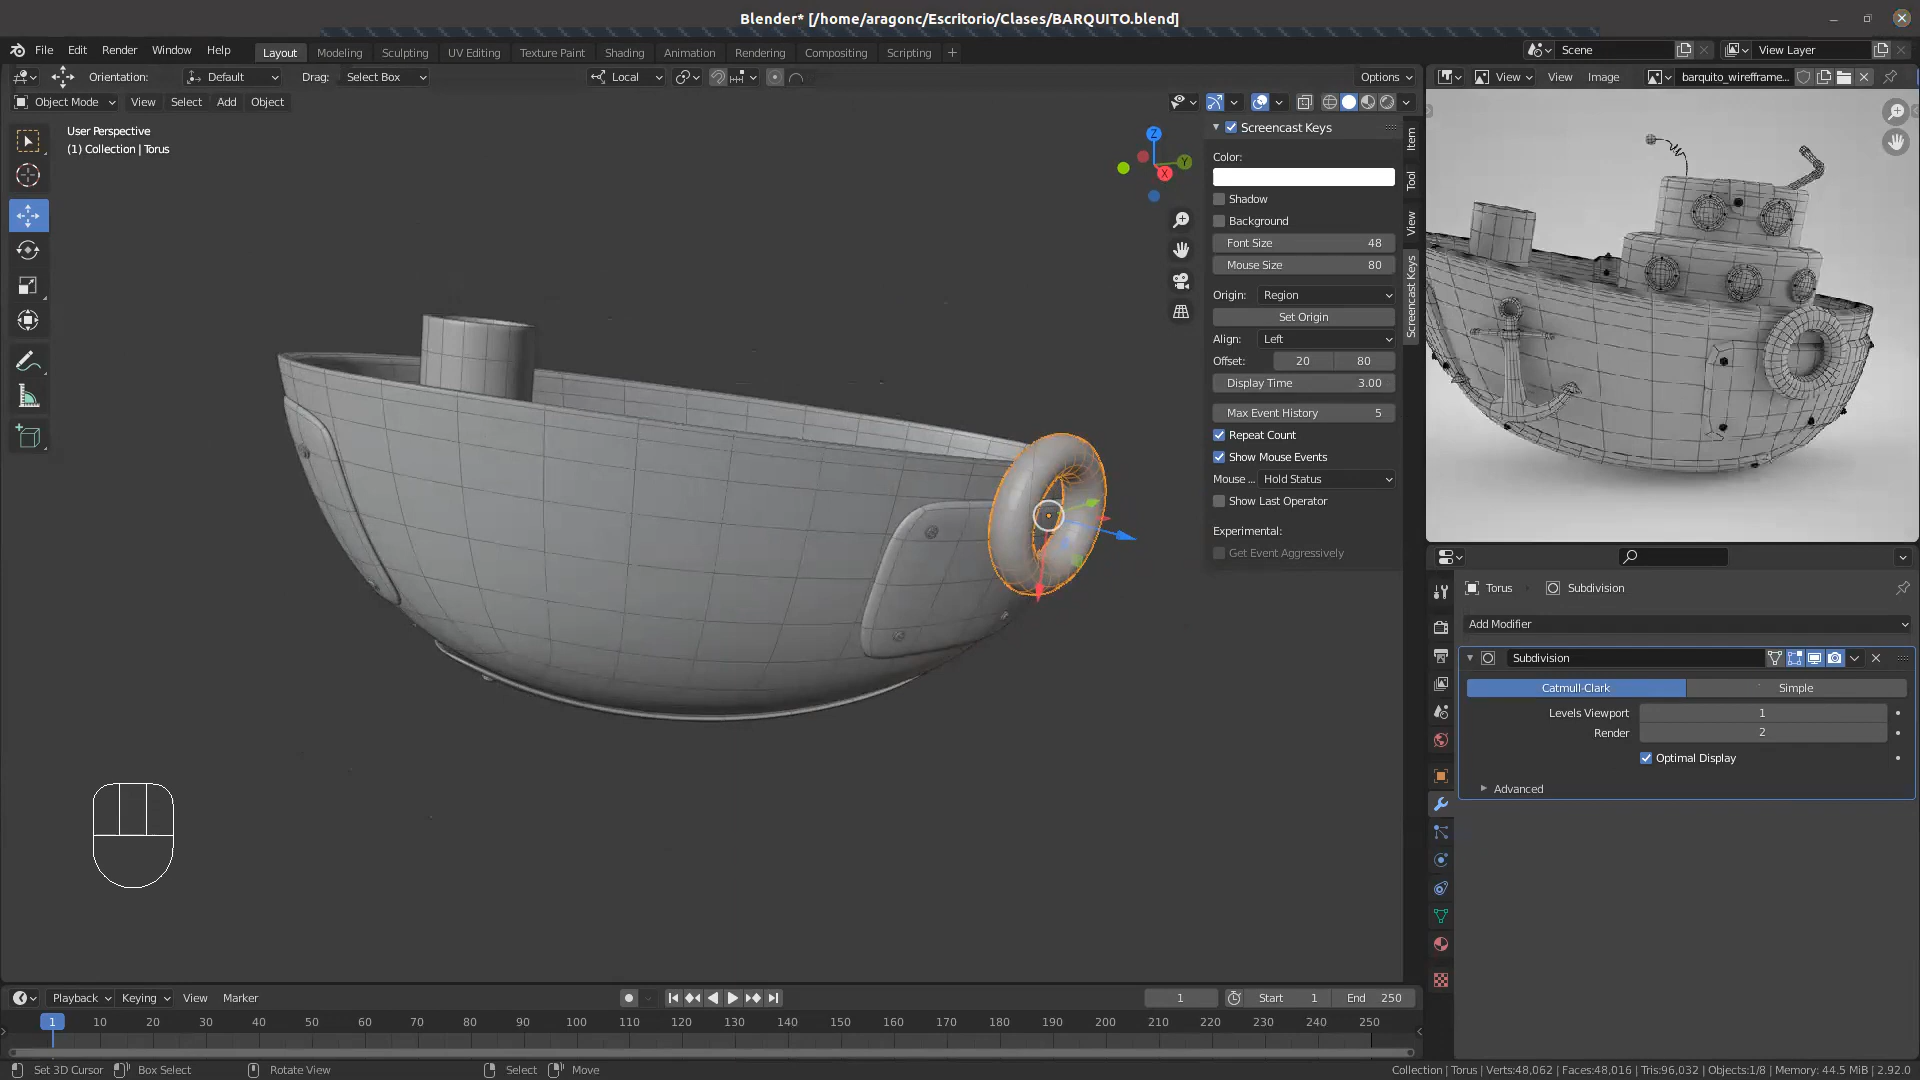 Blender* [/home/aragonc/Escritorio/Clases/BARQUITO.blend]
File Edit Render Window Help Layout Modeling Sculpting UV Editing Texture Paint Shading Animation Rendering Compositing Scripting + Scene View Layer
Orientation: Default Drag: Select Box Local Options View View Image barquito_wirefframe...
Object Mode View Select Add Object
User Perspective
(1) Collection | Torus
Z
Y
X
Screencast Keys
Color:
Shadow
Background
Font Size 48
Mouse Size 80
Origin: Region
Set Origin
Align: Left
Offset: 20 80
Display Time 3.00
Max Event History 5
Repeat Count
Show Mouse Events
Mouse ... Hold Status
Show Last Operator
Experimental:
Get Event Aggressively
Item
Tool
View
Screencast Keys
Torus Subdivision
Add Modifier
Subdivision
Catmull-Clark Simple
Levels Viewport 1
Render 2
Optimal Display
Advanced
Playback Keying View Marker 1 Start 1 End 250
1 10 20 30 40 50 60 70 80 90 100 110 120 130 140 150 160 170 180 190 200 210 220 230 240 250
Set 3D Cursor Box Select Rotate View Select Move Collection | Torus | Verts:48,062 | Faces:48,016 | Tris:96,032 | Objects:1/8 | Memory: 44.5 MiB | 2.92.0